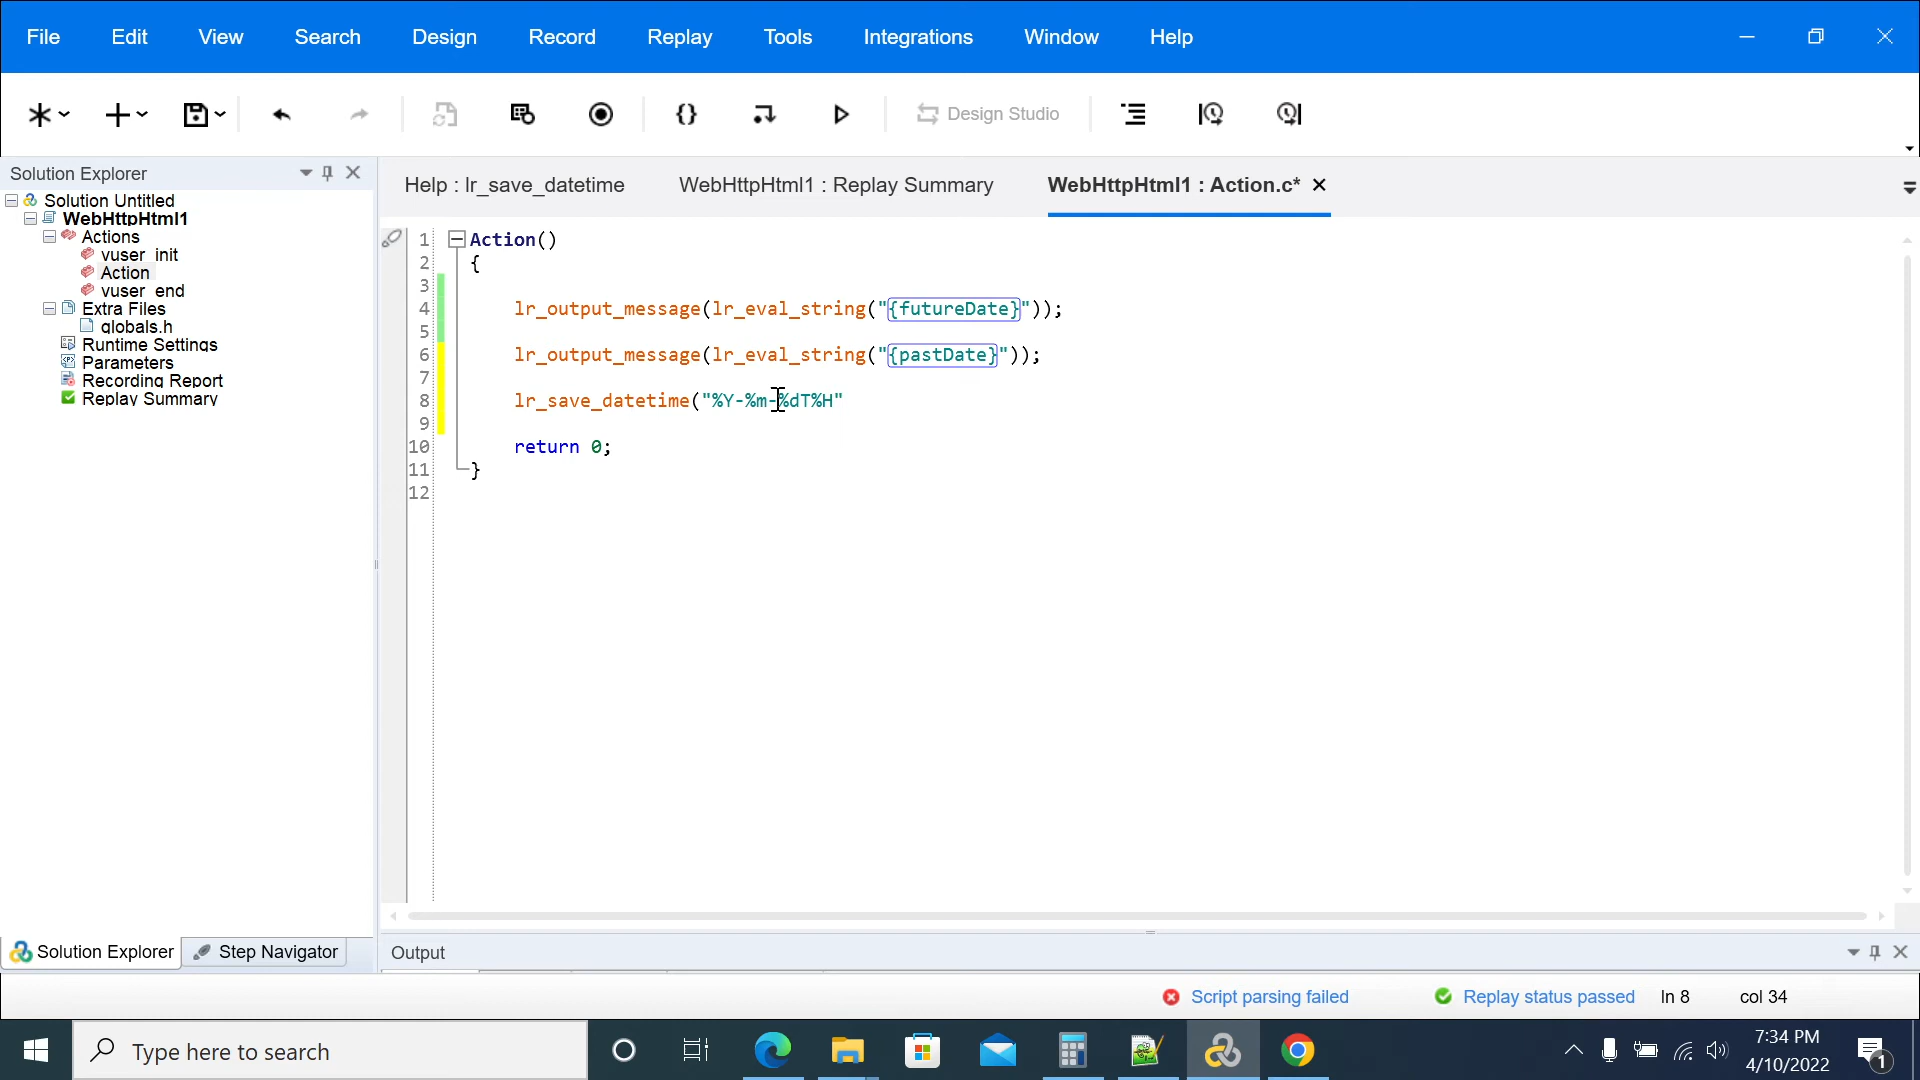 File Edit View Search Design Record Replay Tools Integrations Window Help
Design Studio
Solution Explorer
Help : lr_save_datetime WebHttpHtml1 : Replay Summary WebHttpHtml1 : Action.c*
Solution Untitled
WebHttpHtml1
Actions
vuser_init
Action
vuser_end
Extra Files
globals.h
Runtime Settings
Parameters
Recording Report
Replay Summary
1 Action()
2 {
3
4 lr_output_message(lr_eval_string("{futureDate}"));
5
6 lr_output_message(lr_eval_string("{pastDate}"));
7
8 lr_save_datetime("%Y-%m-%dT%H"
9
10 return 0;
11 }
12
Solution Explorer Step Navigator
Output
Script parsing failed Replay status passed ln 8 col 34
Type here to search
7:34 PM
4/10/2022
1